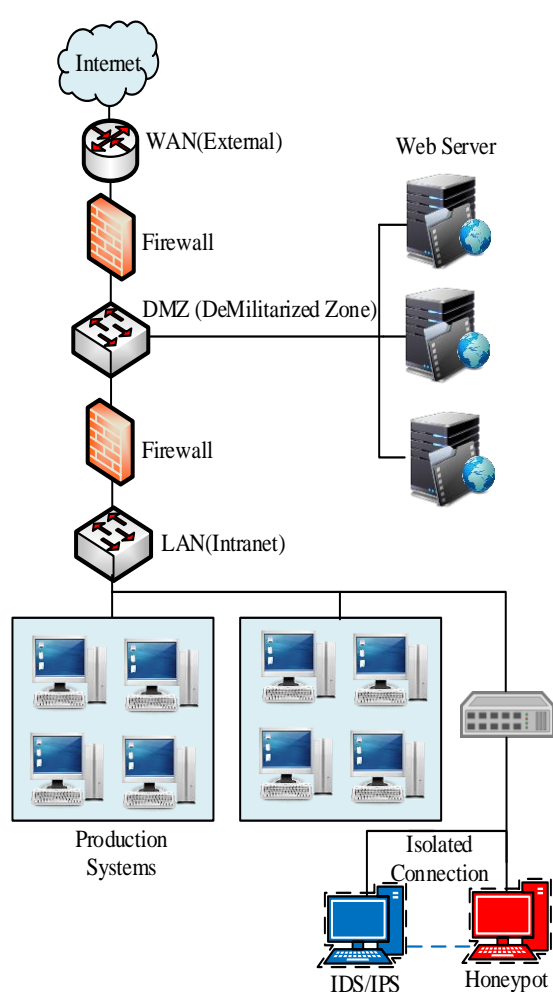 Internet
WAN(External)
Web Server
Firewall
DMZ (DeMilitarized Zone)
Firewall
LAN(Intranet)
Production
Systems
Isolated
Connection
IDS/IPS
Honeypot